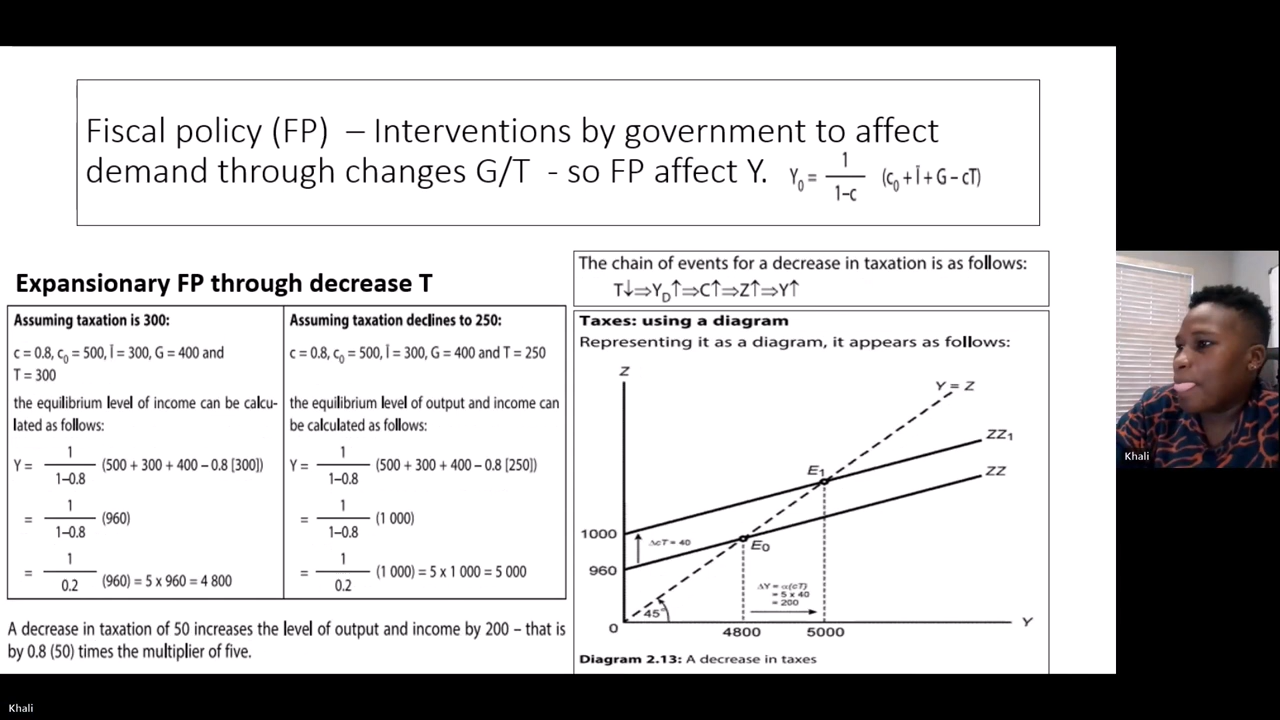 Fiscal policy (FP) – Interventions by government to affect
demand through changes G/T - so FP affect Y. Y₀ = 1/1–c (c₀ + Ī + G – cT)
Expansionary FP through decrease T
Assuming taxation is 300:
c = 0.8, c₀ = 500, Ī = 300, G = 400 and
T = 300
the equilibrium level of income can be calcu-
lated as follows:
Y = 1/1–0.8 (500 + 300 + 400 – 0.8 [300])
= 1/1–0.8 (960)
= 1/0.2 (960) = 5 x 960 = 4 800
Assuming taxation declines to 250:
c = 0.8, c₀ = 500, Ī = 300, G = 400 and T = 250
the equilibrium level of output and income can
be calculated as follows:
Y = 1/1–0.8 (500 + 300 + 400 – 0.8 [250])
= 1/1–0.8 (1 000)
= 1/0.2 (1 000) = 5 x 1 000 = 5 000
A decrease in taxation of 50 increases the level of output and income by 200 – that is
by 0.8 (50) times the multiplier of five.
The chain of events for a decrease in taxation is as follows:
T↓⇒Y_D↑⇒C↑⇒Z↑⇒Y↑
Taxes: using a diagram
Representing it as a diagram, it appears as follows:
Z
Y = Z
ZZ₁
E₁
ZZ
1000
ΔcT = 40
E₀
960
ΔY = α(cT)
= 5 x 40
= 200
45°
0
4800
5000
Y
Diagram 2.13: A decrease in taxes
Khali
Khali